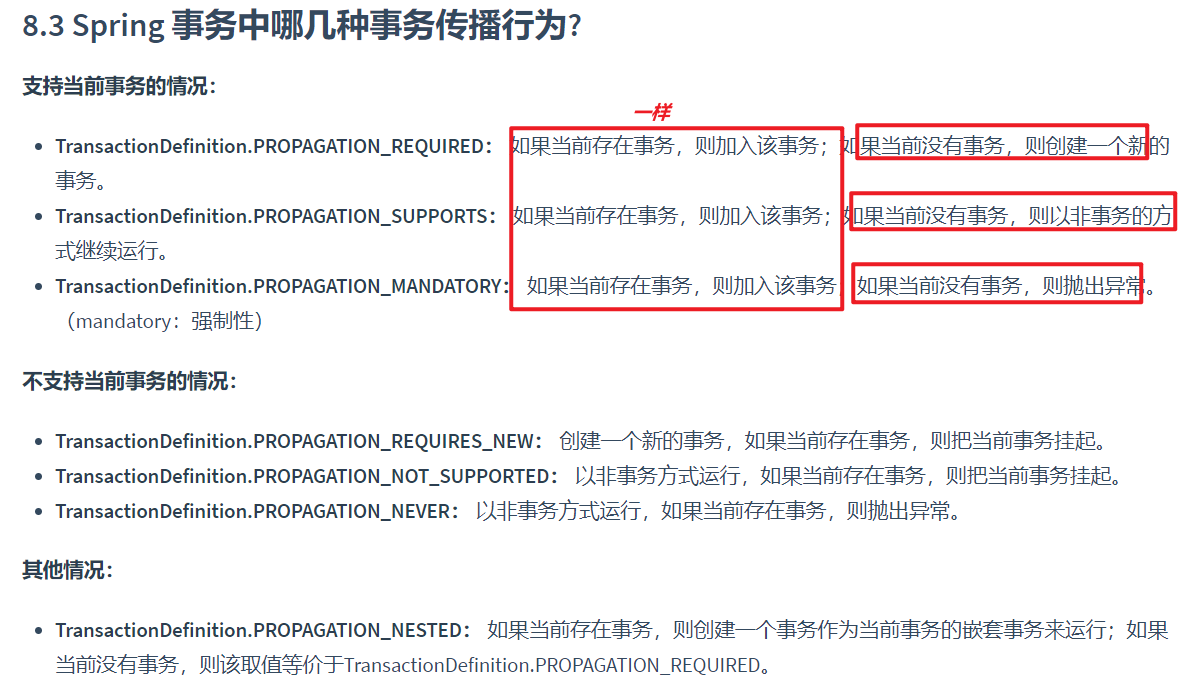 8.3 Spring 事务中哪几种事务传播行为?
支持当前事务的情况：
一样
• TransactionDefinition.PROPAGATION_REQUIRED： 如果当前存在事务，则加入该事务；如果当前没有事务，则创建一个新的
事务。
• TransactionDefinition.PROPAGATION_SUPPORTS： 如果当前存在事务，则加入该事务；如果当前没有事务，则以非事务的方
式继续运行。
• TransactionDefinition.PROPAGATION_MANDATORY： 如果当前存在事务，则加入该事务；如果当前没有事务，则抛出异常。
（mandatory：强制性）
不支持当前事务的情况：
• TransactionDefinition.PROPAGATION_REQUIRES_NEW： 创建一个新的事务，如果当前存在事务，则把当前事务挂起。
• TransactionDefinition.PROPAGATION_NOT_SUPPORTED： 以非事务方式运行，如果当前存在事务，则把当前事务挂起。
• TransactionDefinition.PROPAGATION_NEVER： 以非事务方式运行，如果当前存在事务，则抛出异常。
其他情况：
• TransactionDefinition.PROPAGATION_NESTED： 如果当前存在事务，则创建一个事务作为当前事务的嵌套事务来运行；如果
当前没有事务，则该取值等价于TransactionDefinition.PROPAGATION_REQUIRED。